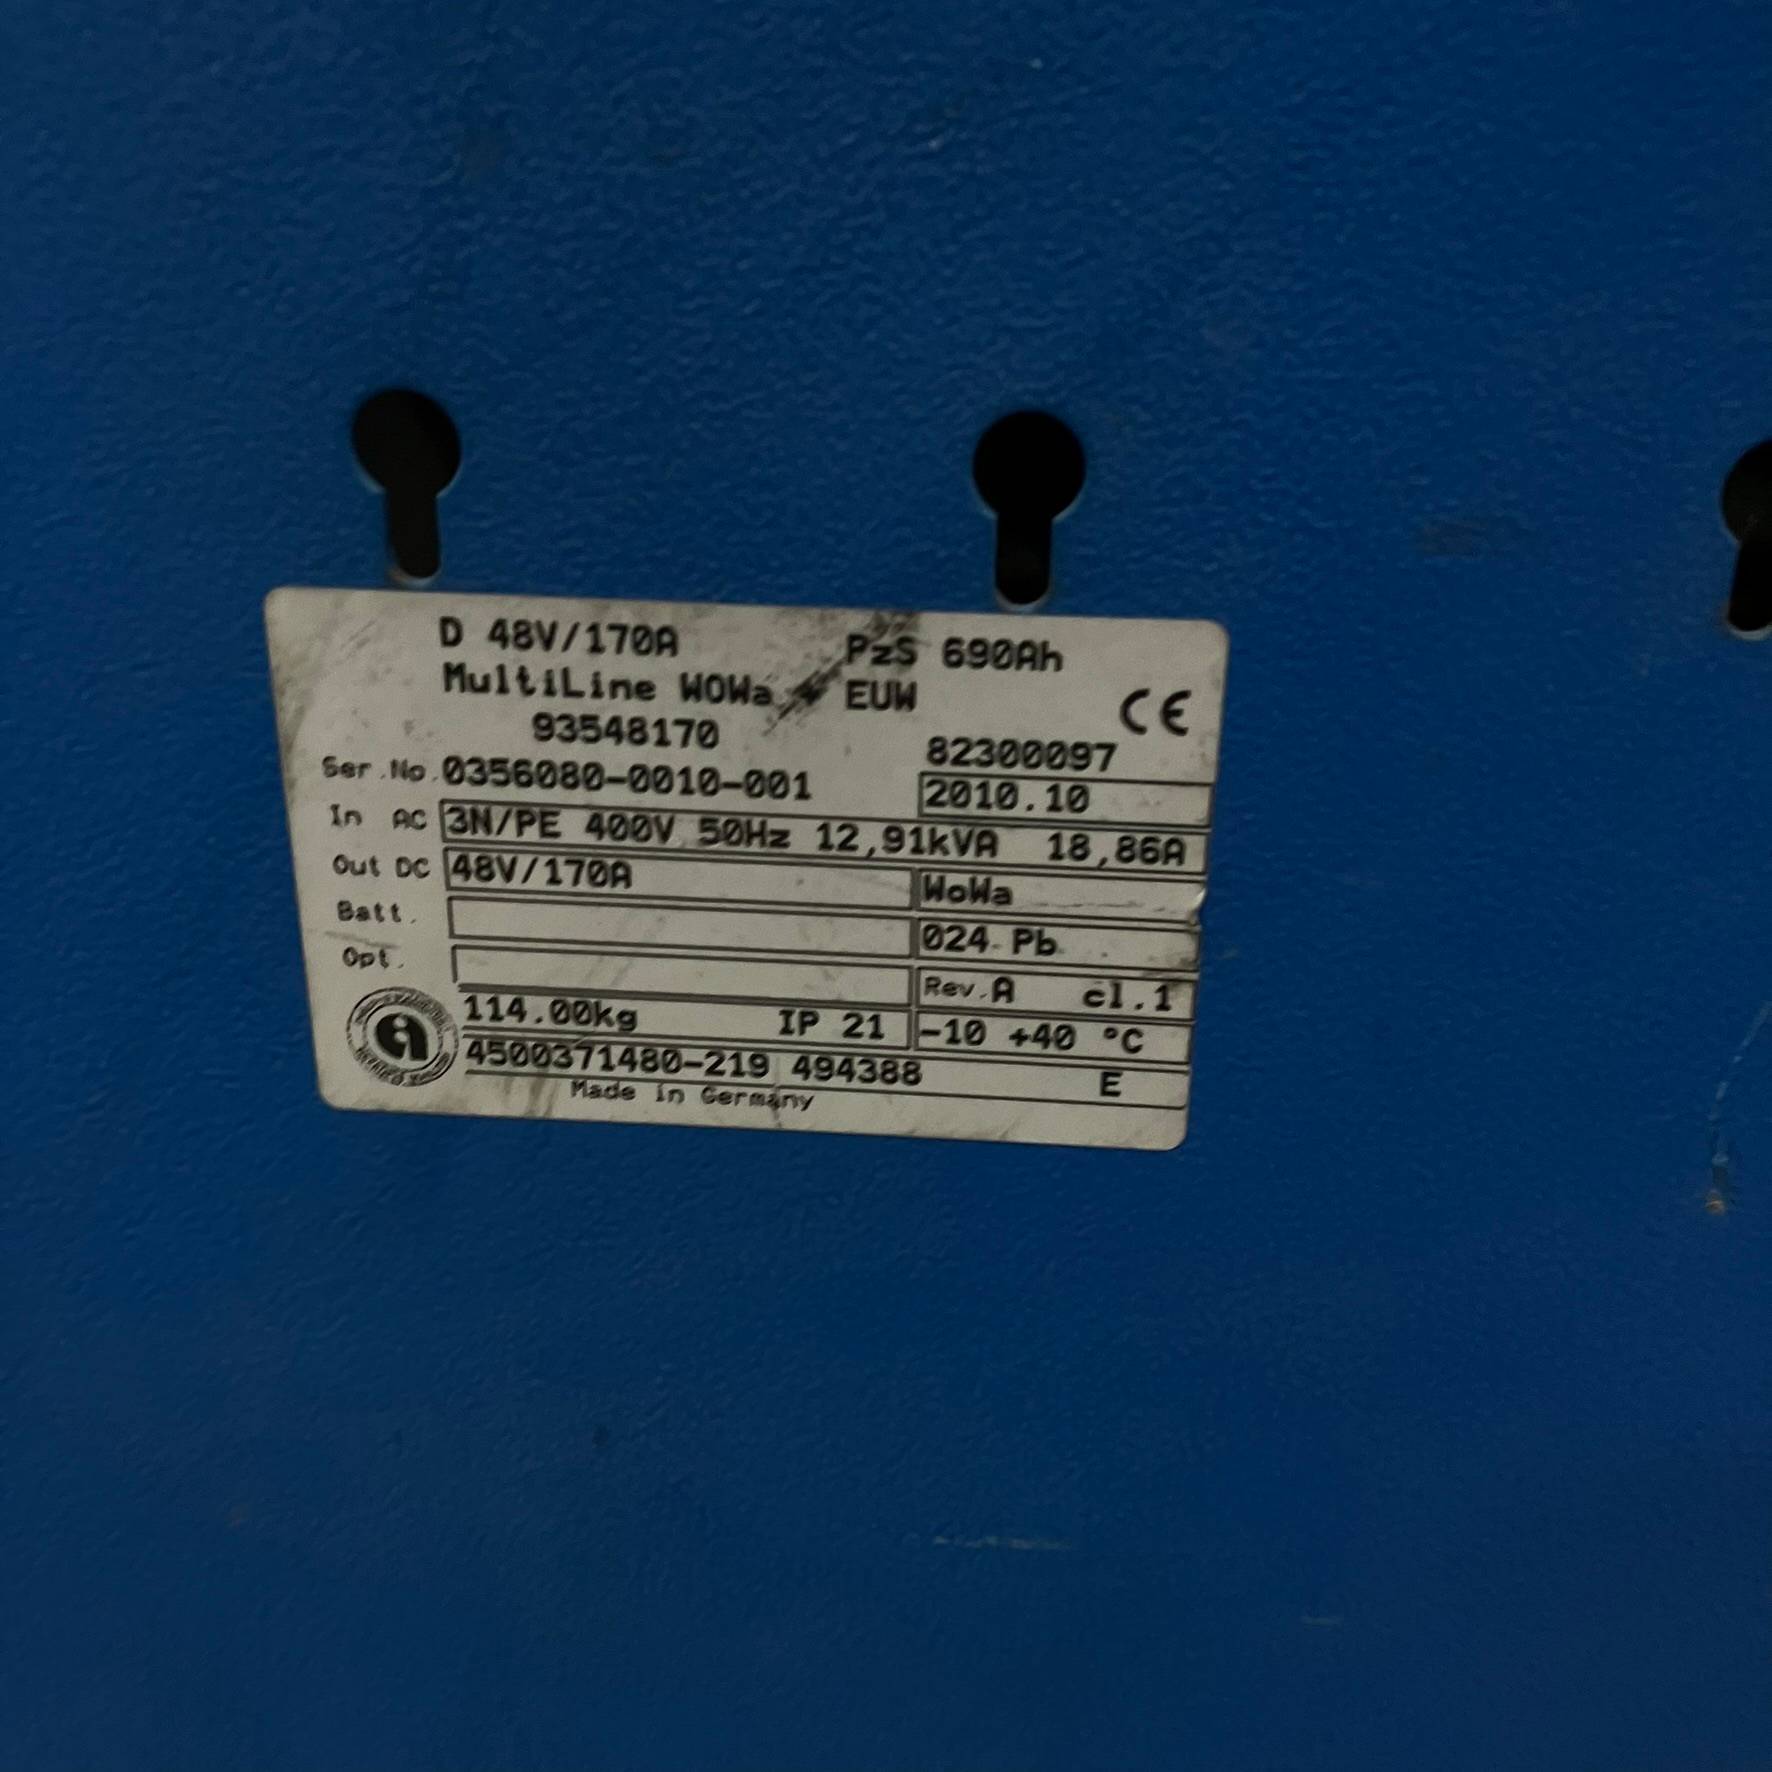 D 48V/170A PzS 690Ah
MultiLine WOWa + EUW
93548170 CE
82300097
Ser.No. 0356080-0010-001 2010.10
In AC 3N/PE 400V 50Hz 12,91kVA 18,86A
Out DC 48V/170A WoWa
Batt. 024 Pb
Opt. Rev.A cl.1
114.00kg IP 21 -10 +40 °C
4500371480-219 494388 E
Made in Germany